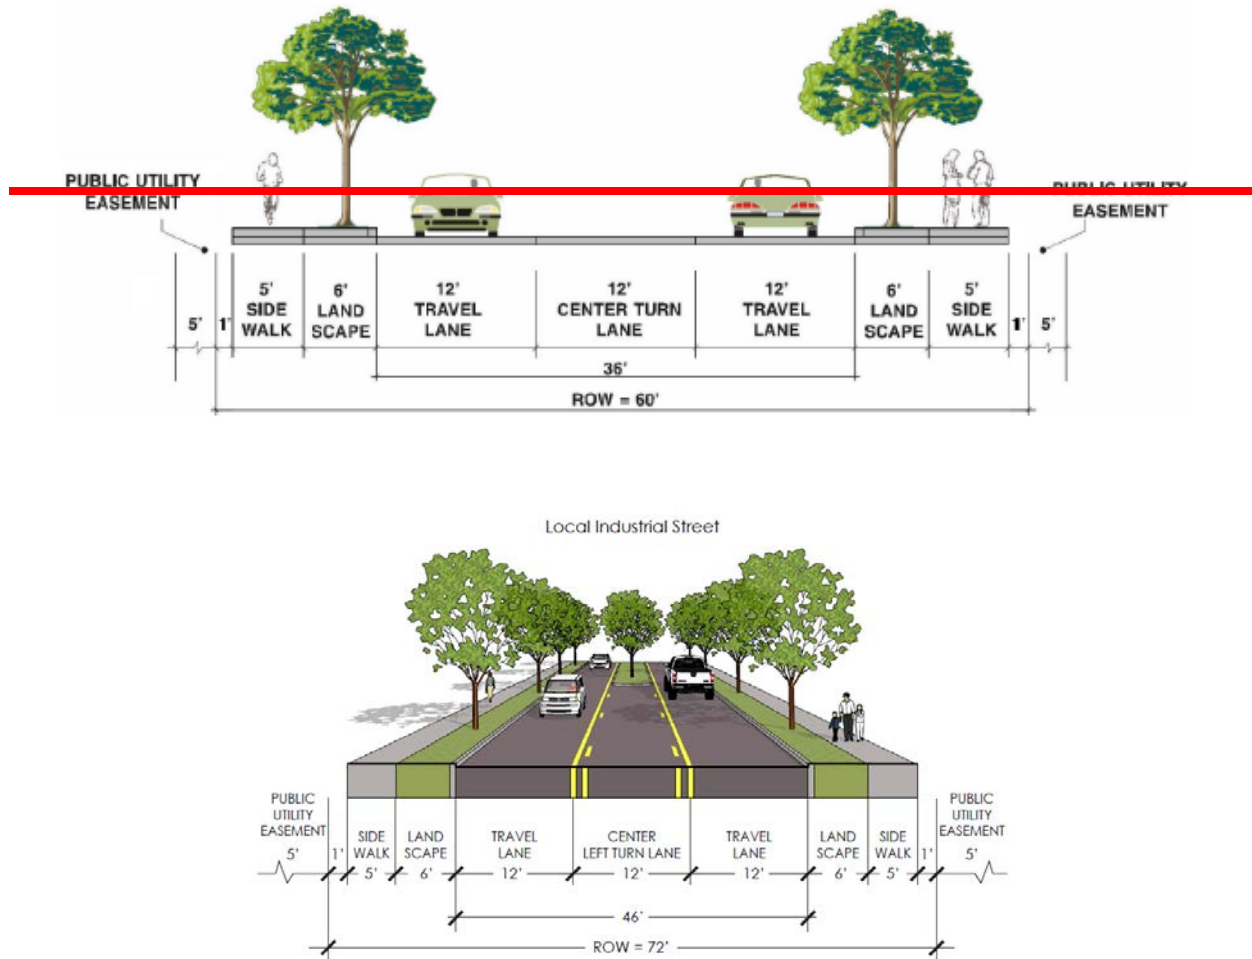 PUBLIC UTILITY
EASEMENT
PUBLIC UTILITY
EASEMENT
5'
1'
5'
SIDE
WALK
6'
LAND
SCAPE
12'
TRAVEL
LANE
12'
CENTER TURN
LANE
12'
TRAVEL
LANE
6'
LAND
SCAPE
5'
SIDE
WALK
1'
5'
36'
ROW = 60'
Local Industrial Street
PUBLIC
UTILITY
EASEMENT
5'
1'
SIDE
WALK
5'
LAND
SCAPE
6'
TRAVEL
LANE
12'
CENTER
LEFT TURN LANE
12'
TRAVEL
LANE
12'
LAND
SCAPE
6'
SIDE
WALK
5'
1'
PUBLIC
UTILITY
EASEMENT
5'
46'
ROW = 72'